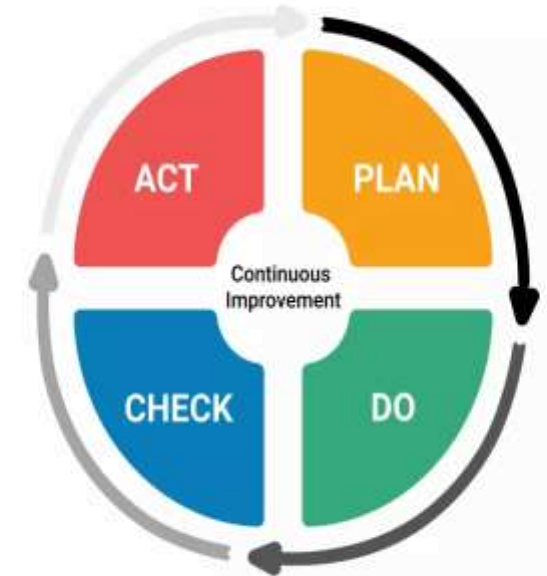 ACT
PLAN
Continuous
Improvement
CHECK
DO